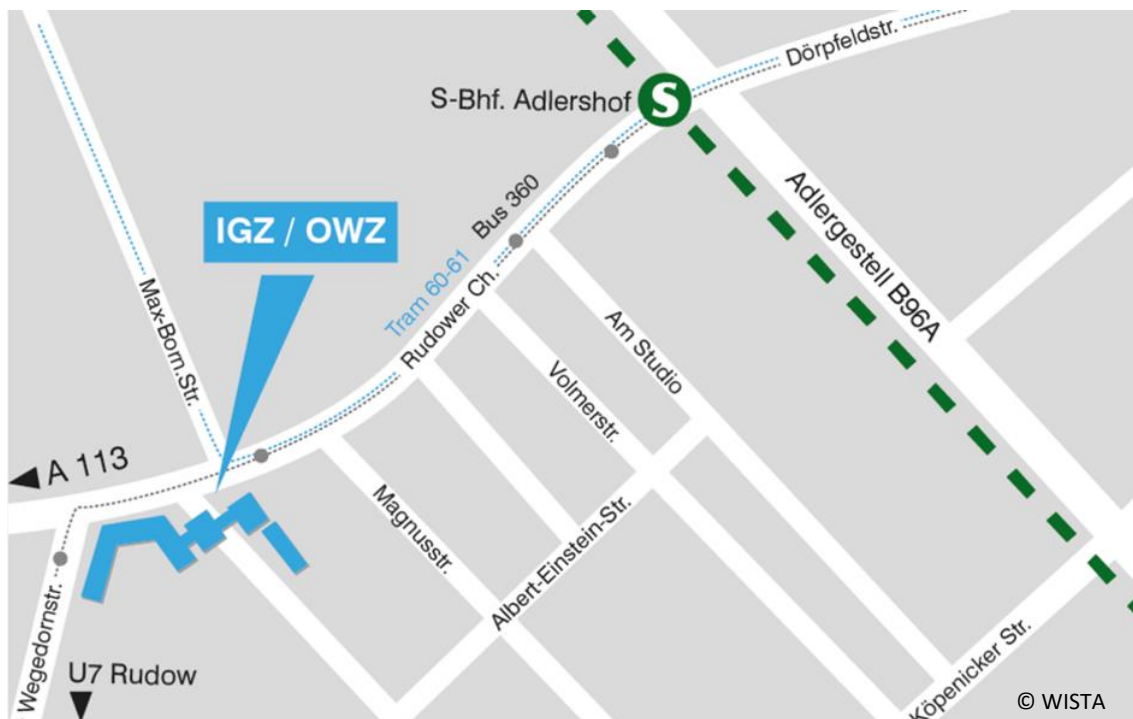 Dörpfeldstr.
S-Bhf. Adlershof
S
Adlergestell B96A
Bus 360
Tram 60-61
Rudower Ch.
IGZ / OWZ
Max-Born.Str.
Am Studio
Volmerstr.
A 113
Magnusstr.
Albert-Einstein-Str.
Wegedornstr.
U7 Rudow
Köpenicker Str.
© WISTA